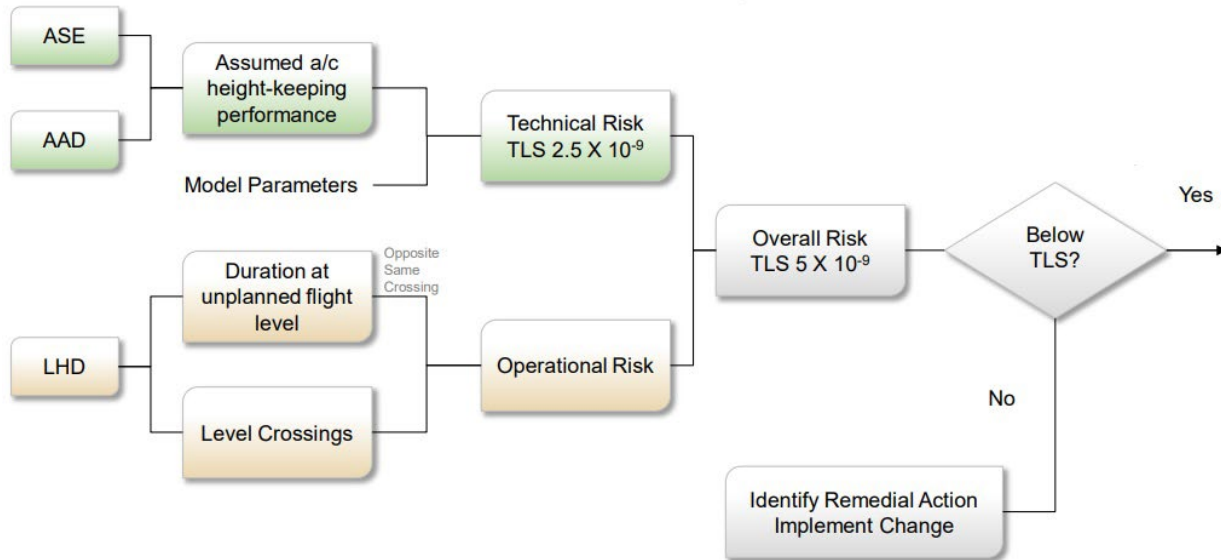 ASE
AAD
Assumed a/c
height-keeping
performance
Model Parameters
Technical Risk
TLS 2.5 X 10⁻⁹
LHD
Duration at
unplanned flight
level
Opposite
Same
Crossing
Level Crossings
Operational Risk
Overall Risk
TLS 5 X 10⁻⁹
Below
TLS?
Yes
No
Identify Remedial Action
Implement Change